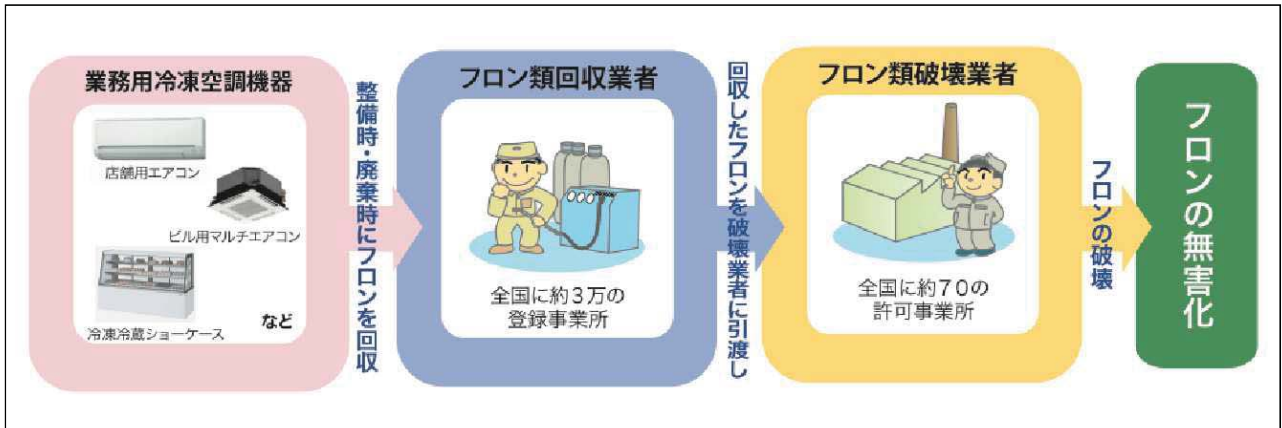 業務用冷凍空調機器
店舗用エアコン
ビル用マルチエアコン
冷凍冷蔵ショーケース
など
整備時・廃棄時にフロンを回収
フロン類回収業者
全国に約3万の
登録事業所
回収したフロンを破壊業者に引渡し
フロン類破壊業者
全国に約70の
許可事業所
フロンの破壊
フロンの無害化